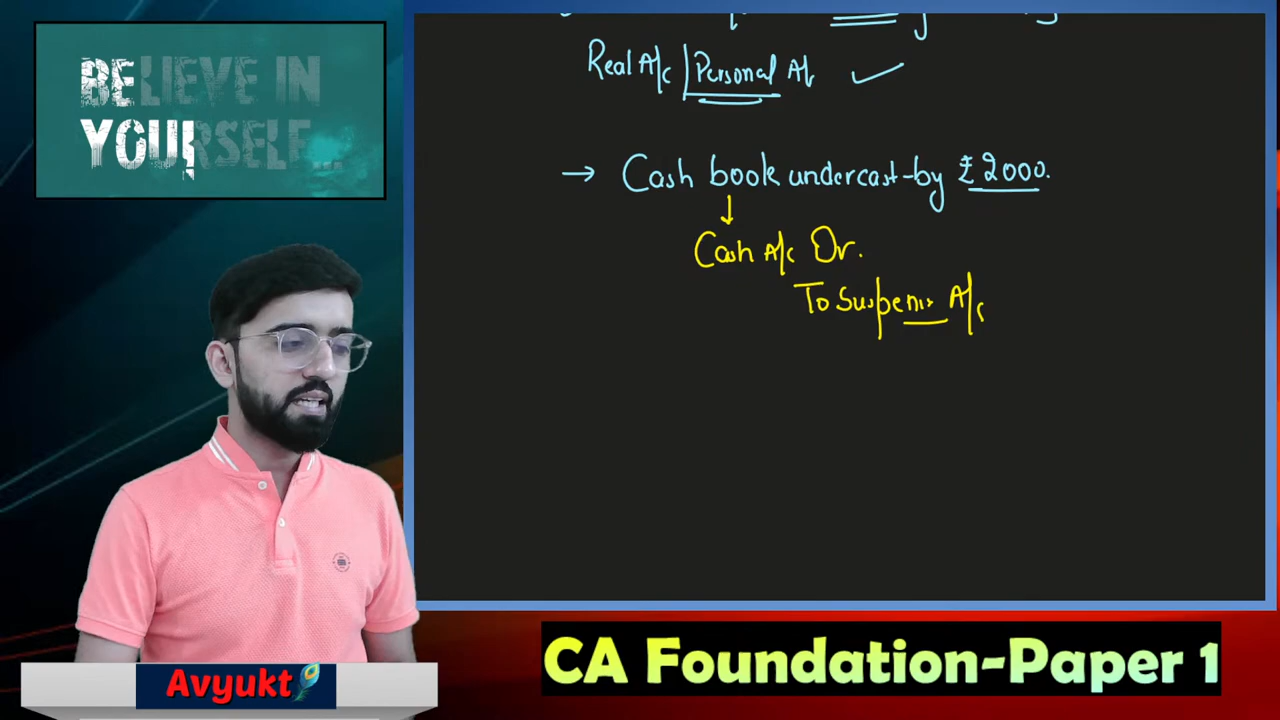 BELIEVE IN
YOURSELF...
Real A/c | Personal A/c
→ Cash book undercast by ₹2000.
Cash A/c Dr.
To Suspense A/c
Avyukt
CA Foundation-Paper 1